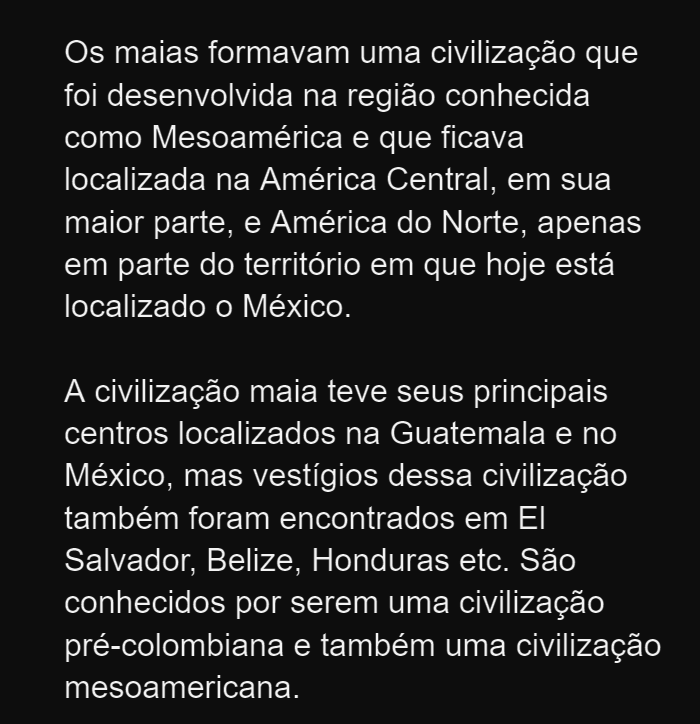 Os maias formavam uma civilização que
foi desenvolvida na região conhecida
como Mesoamérica e que ficava
localizada na América Central, em sua
maior parte, e América do Norte, apenas
em parte do território em que hoje está
localizado o México.
A civilização maia teve seus principais
centros localizados na Guatemala e no
México, mas vestígios dessa civilização
também foram encontrados em El
Salvador, Belize, Honduras etc. São
conhecidos por serem uma civilização
pré-colombiana e também uma civilização
mesoamericana.